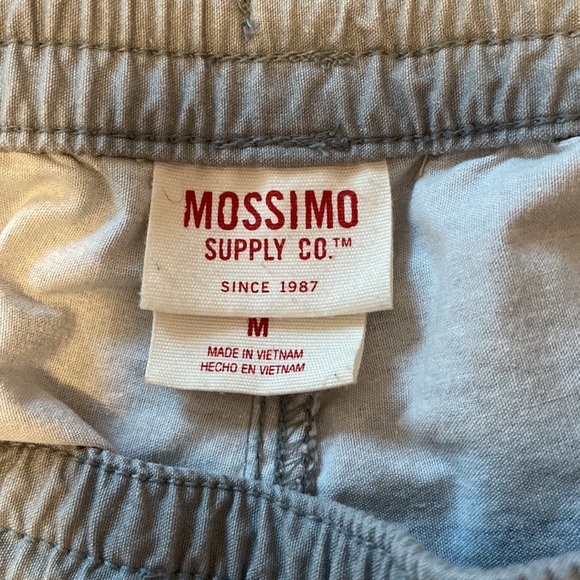 MOSSIMO
SUPPLY CO.™
SINCE 1987
M
MADE IN VIETNAM
HECHO EN VIETNAM